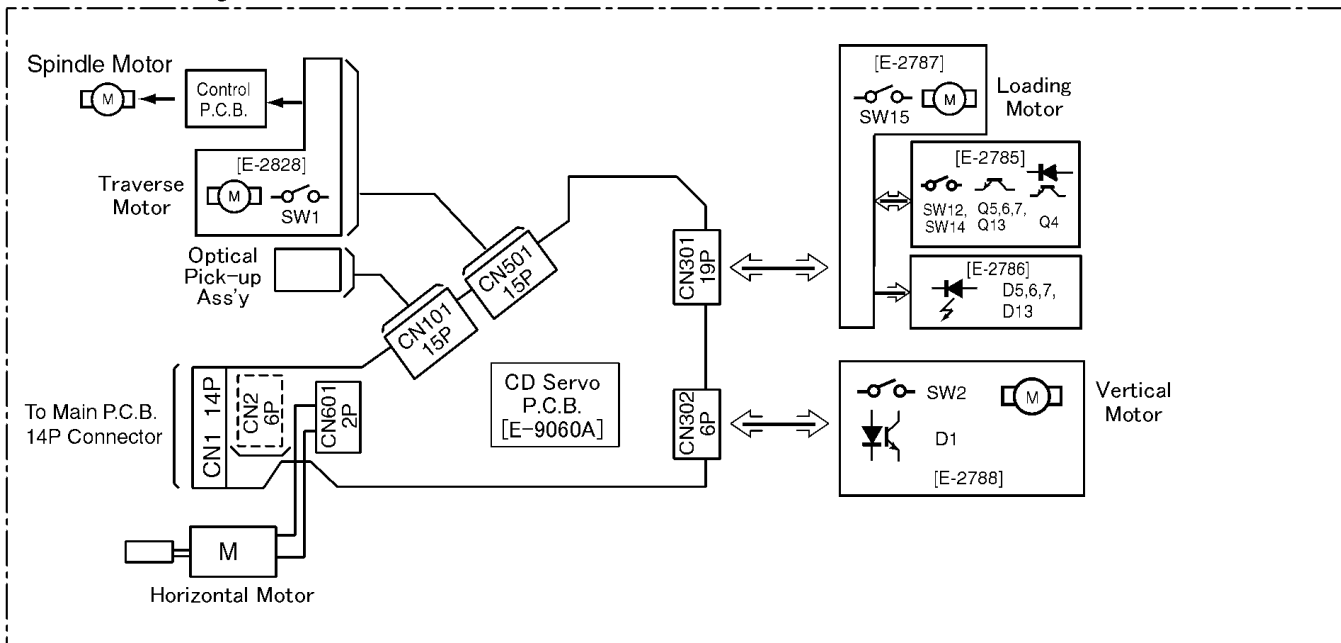 Spindle Motor
M
Control
P.C.B.
[E-2828]
M
SW1
Traverse
Motor
Optical
Pick-up
Ass'y
CN501
15P
CN101
15P
To Main P.C.B.
14P Connector
CN1 14P
CN2
6P
CN601
2P
M
Horizontal Motor
CD Servo
P.C.B.
[E-9060A]
CN301
19P
CN302
6P
[E-2787]
SW15
M
Loading
Motor
[E-2785]
SW12,
SW14
Q5,6,7,
Q13
Q4
[E-2786]
D5,6,7,
D13
SW2
M
Vertical
Motor
D1
[E-2788]